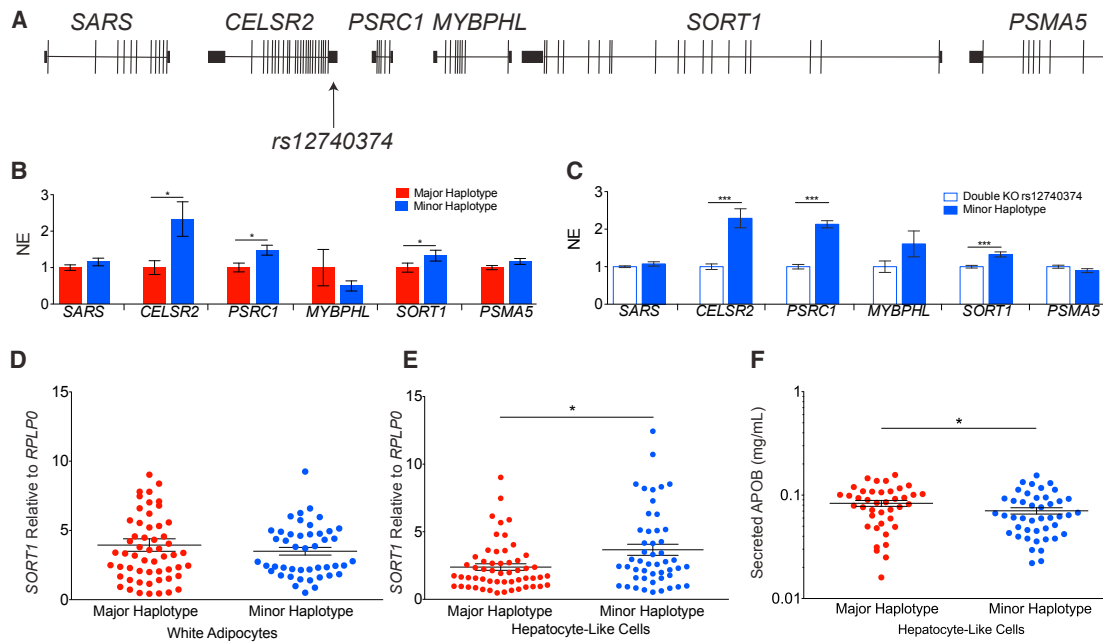 A
SARS CELSR2 PSRC1 MYBPHL SORT1 PSMA5
rs12740374
B
NE
3
2
1
0
* * *
Major Haplotype
Minor Haplotype
SARS CELSR2 PSRC1 MYBPHL SORT1 PSMA5
C
NE
3
2
1
0
*** *** ***
Double KO rs12740374
Minor Haplotype
SARS CELSR2 PSRC1 MYBPHL SORT1 PSMA5
D
SORT1 Relative to RPLP0
15
10
5
0
Major Haplotype Minor Haplotype
White Adipocytes
E
SORT1 Relative to RPLP0
15
10
5
0
*
Major Haplotype Minor Haplotype
Hepatocyte-Like Cells
F
Secreted APOB (mg/mL)
1
0.1
0.01
*
Major Haplotype Minor Haplotype
Hepatocyte-Like Cells